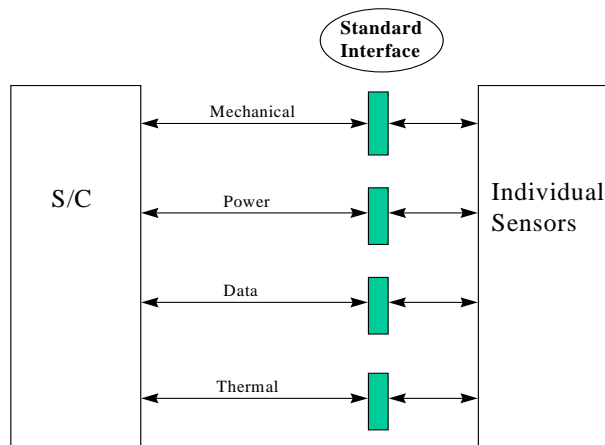 Standard
Interface
Mechanical
S/C
Power
Individual
Sensors
Data
Thermal